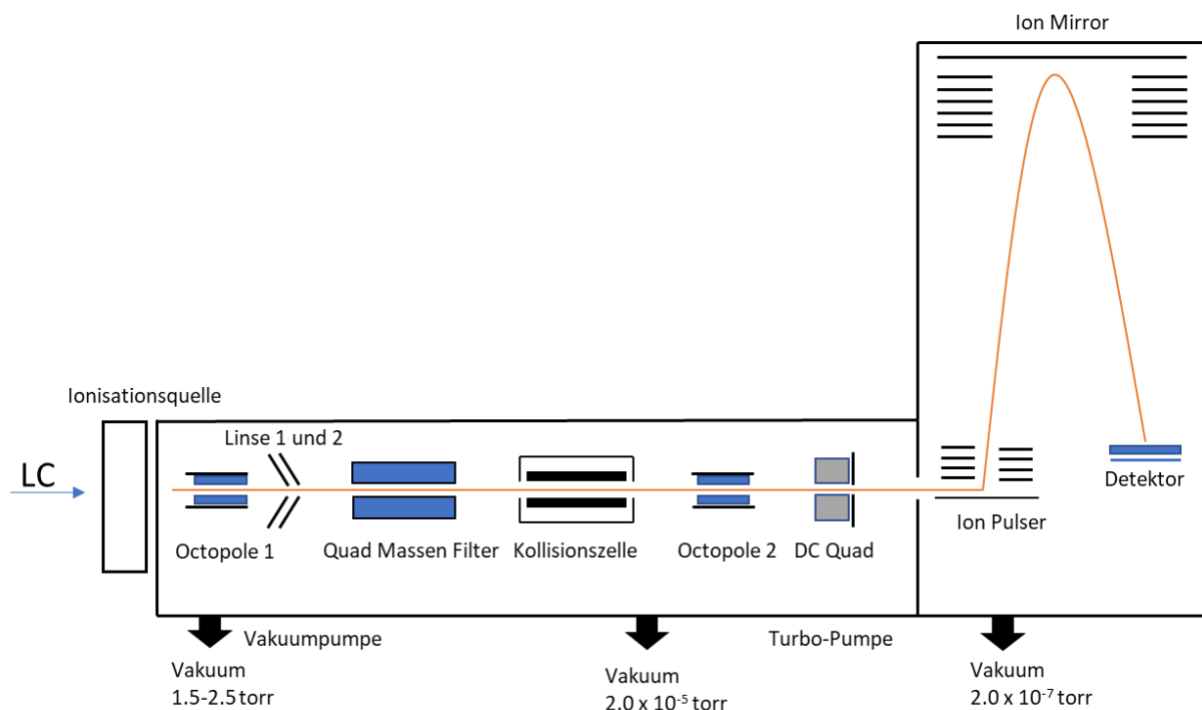 Ion Mirror
Ionisationsquelle
Linse 1 und 2
LC
Detektor
Ion Pulser
Octopole 1
Quad Massen Filter
Kollisionszelle
Octopole 2
DC Quad
Vakuumpumpe
Turbo-Pumpe
Vakuum
1.5-2.5 torr
Vakuum
2.0 x 10⁻⁵ torr
Vakuum
2.0 x 10⁻⁷ torr